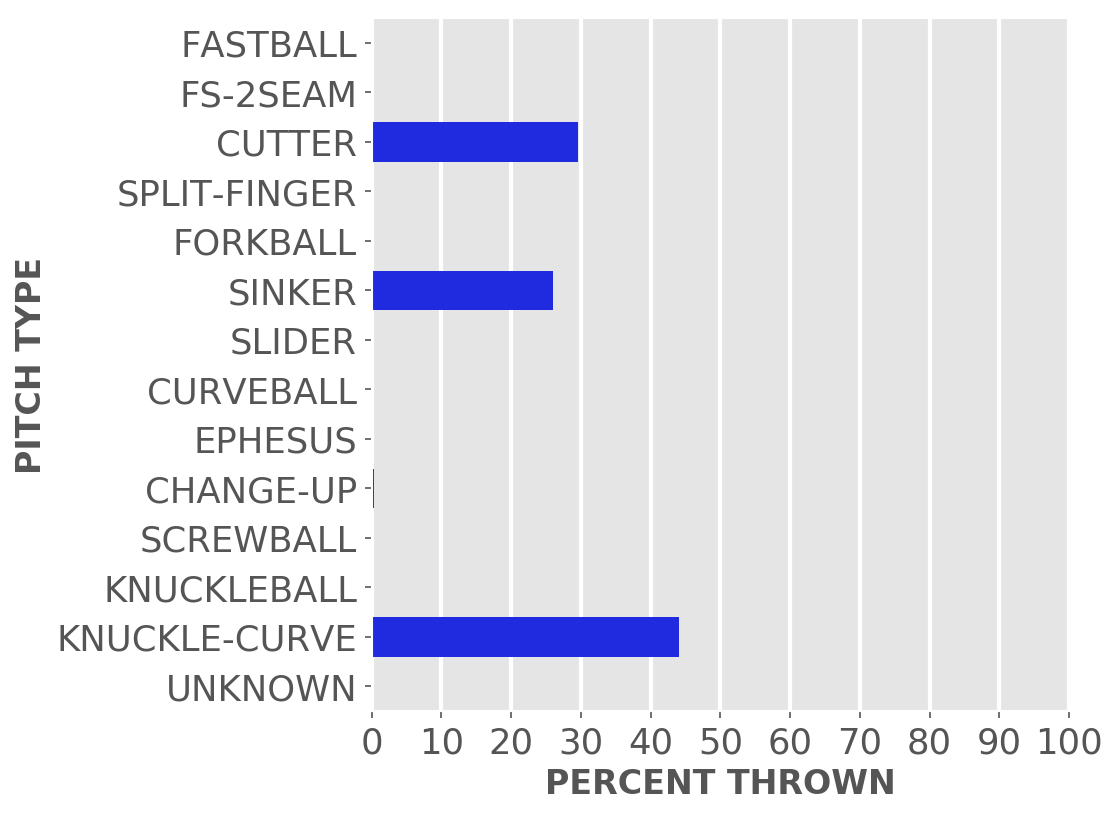 FASTBALL
FS-2SEAM
CUTTER
SPLIT-FINGER
FORKBALL
SINKER
SLIDER
CURVEBALL
EPHESUS
CHANGE-UP
SCREWBALL
KNUCKLEBALL
KNUCKLE-CURVE
UNKNOWN
PITCH TYPE
0 10 20 30 40 50 60 70 80 90 100
PERCENT THROWN